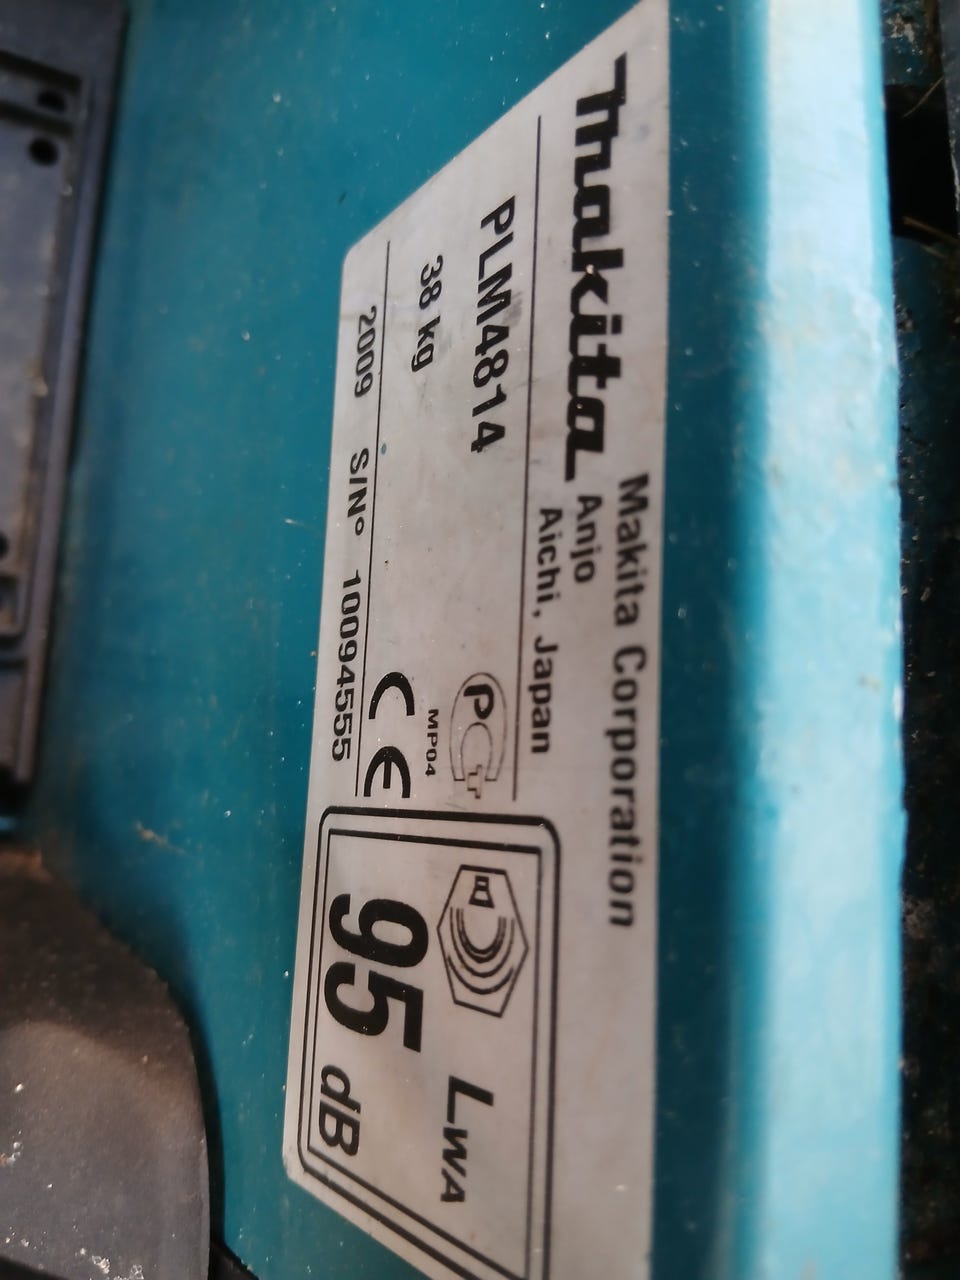 makita
Makita Corporation
Anjo
Aichi, Japan
PLM4814
38 kg
MP04
CE
2009 S/N° 10094555
LWA
95 dB